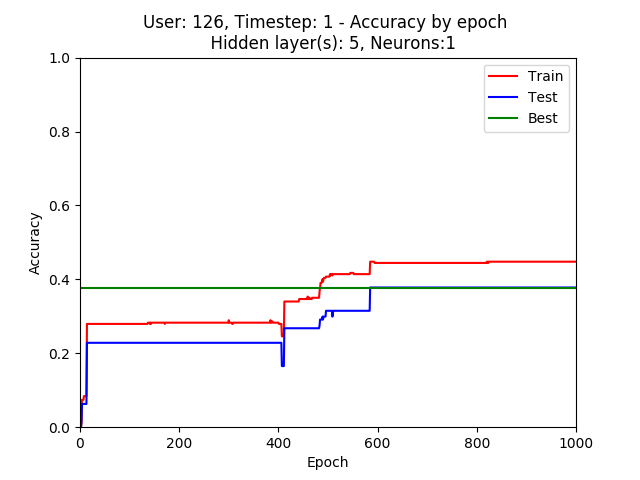 User: 126, Timestep: 1 - Accuracy by epoch
Hidden layer(s): 5, Neurons:1
1.0
0.8
0.6
0.4
0.2
0.0
Accuracy
Train
Test
Best
0 200 400 600 800 1000
Epoch